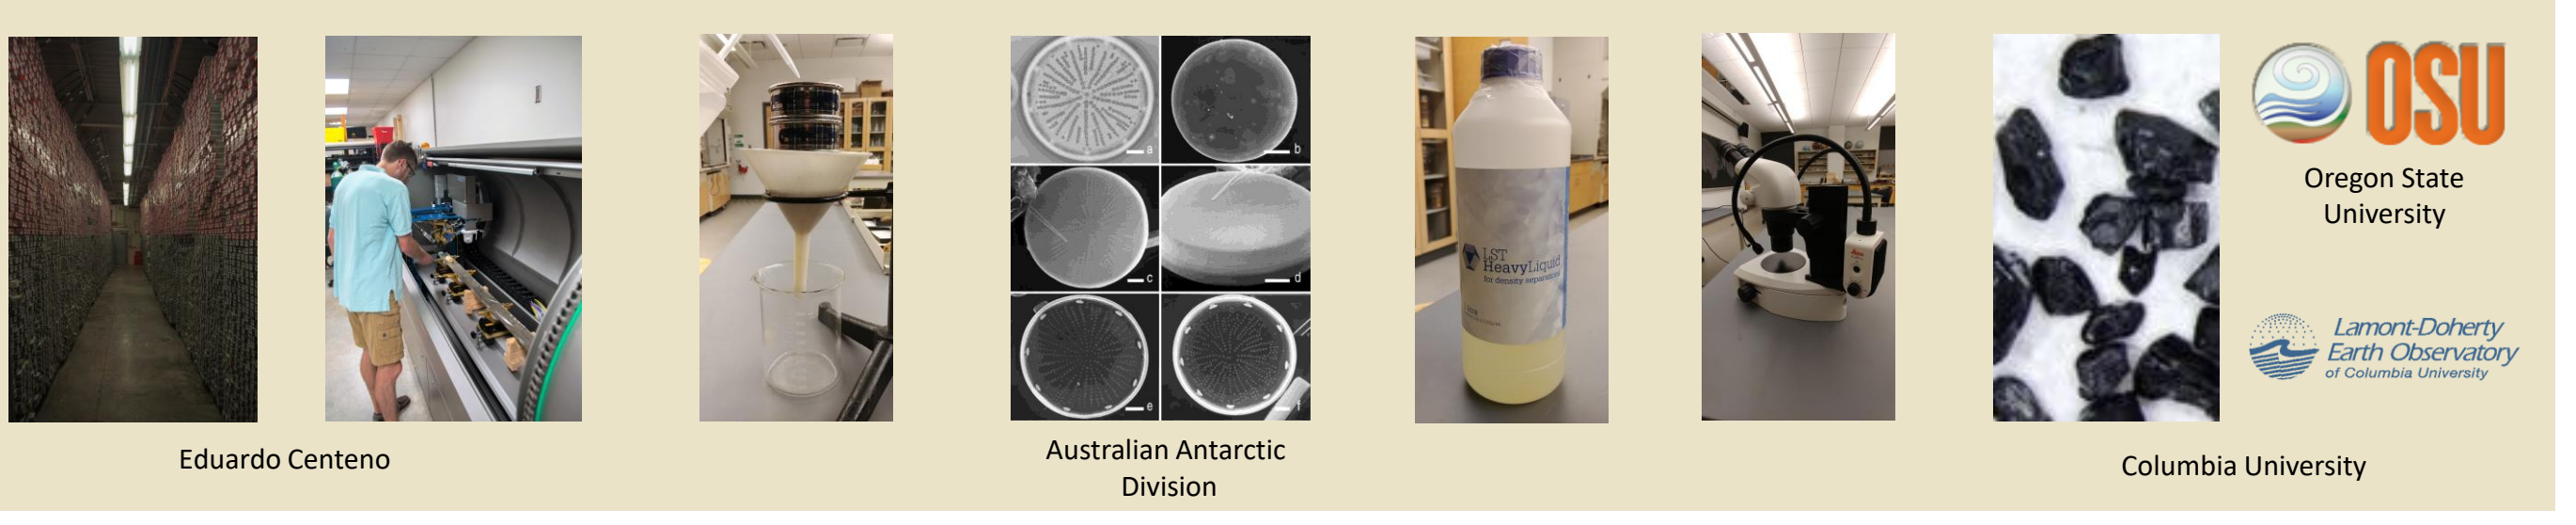 Eduardo Centeno
a
b
c
d
e
f
Australian Antarctic
Division
LST
HeavyLiquid
for density separations
OSU
Oregon State
University
Lamont-Doherty
Earth Observatory
of Columbia University
Columbia University